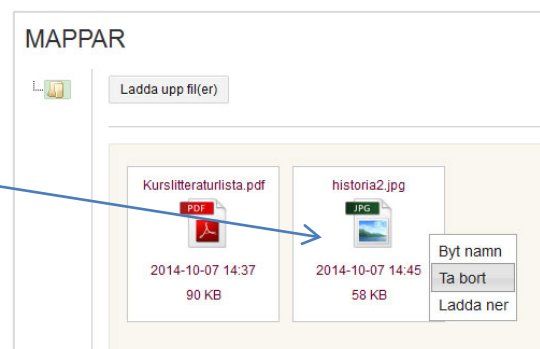 MAPPAR
Ladda upp fil(er)
Kurslitteraturlista.pdf
PDF
2014-10-07 14:37
90 KB
historia2.jpg
JPG
2014-10-07 14:45
58 KB
Byt namn
Ta bort
Ladda ner